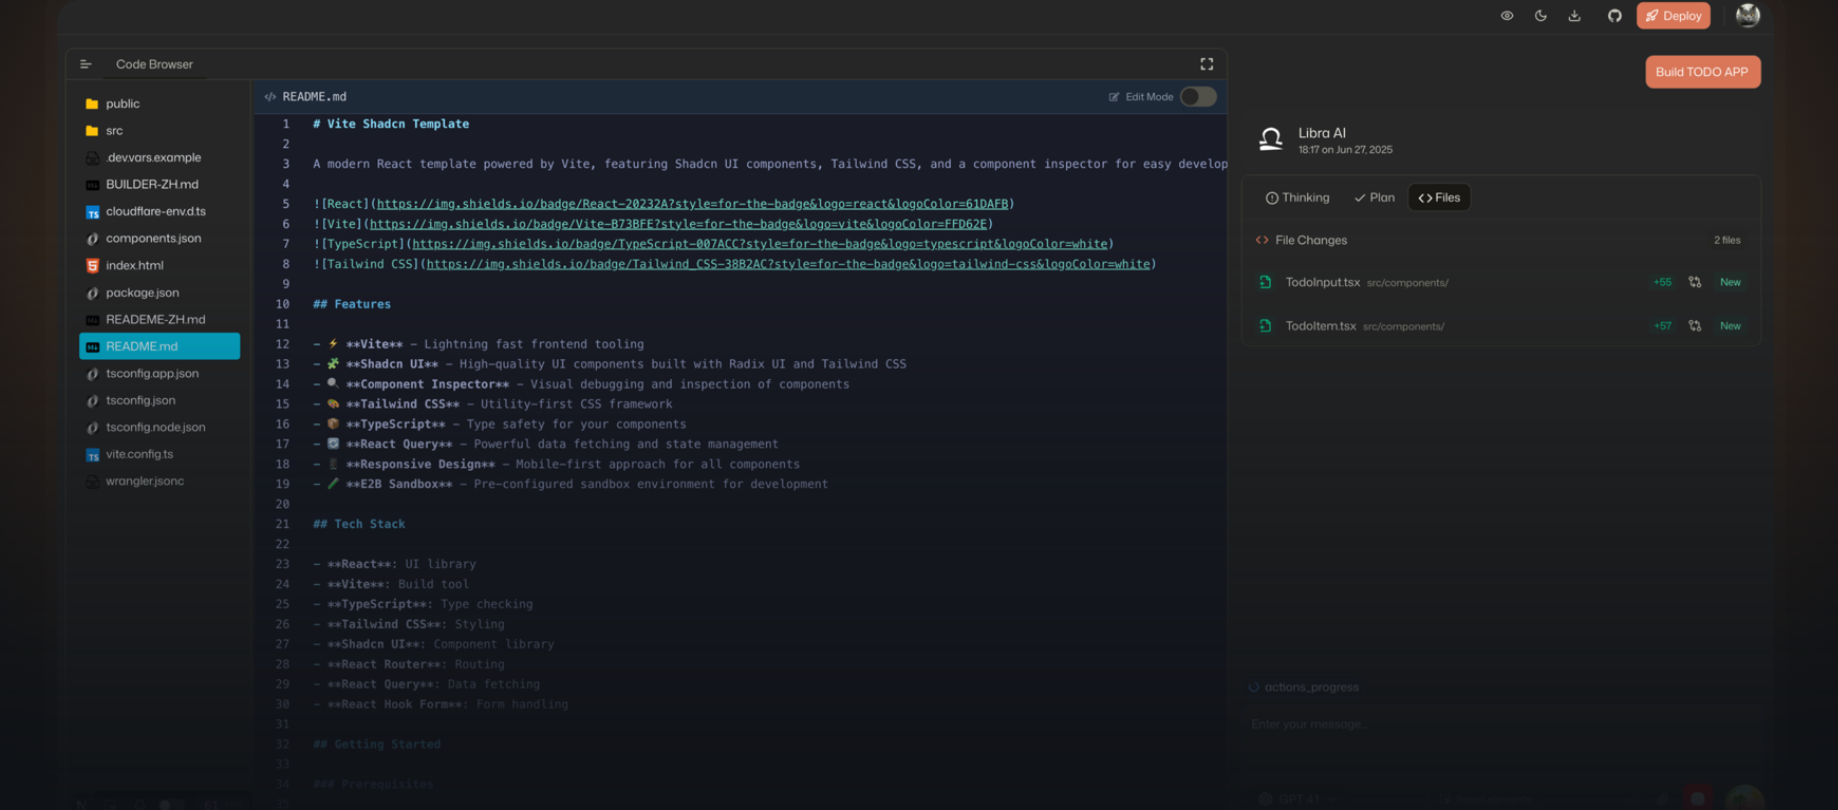 Deploy
Code Browser
Build TODO APP
public
src
.dev.vars.example
BUILDER-ZH.md
cloudflare-env.d.ts
components.json
index.html
package.json
READEME-ZH.md
README.md
tsconfig.app.json
tsconfig.json
tsconfig.node.json
vite.config.ts
wrangler.jsonc
</> README.md
Edit Mode
1 # Vite Shadcn Template
2
3 A modern React template powered by Vite, featuring Shadcn UI components, Tailwind CSS, and a component inspector for easy develop
4
5 ![React](https://img.shields.io/badge/React-20232A?style=for-the-badge&logo=react&logoColor=61DAFB)
6 ![Vite](https://img.shields.io/badge/Vite-B73BFE?style=for-the-badge&logo=vite&logoColor=FFD62E)
7 ![TypeScript](https://img.shields.io/badge/TypeScript-007ACC?style=for-the-badge&logo=typescript&logoColor=white)
8 ![Tailwind CSS](https://img.shields.io/badge/Tailwind_CSS-38B2AC?style=for-the-badge&logo=tailwind-css&logoColor=white)
9
10 ## Features
11
12 - ⚡ **Vite** - Lightning fast frontend tooling
13 - 🧩 **Shadcn UI** - High-quality UI components built with Radix UI and Tailwind CSS
14 - 🔍 **Component Inspector** - Visual debugging and inspection of components
15 - 🎨 **Tailwind CSS** - Utility-first CSS framework
16 - 📦 **TypeScript** - Type safety for your components
17 - 🔄 **React Query** - Powerful data fetching and state management
18 - 📱 **Responsive Design** - Mobile-first approach for all components
19 - 🧪 **E2B Sandbox** - Pre-configured sandbox environment for development
20
21 ## Tech Stack
22
23 - **React**: UI library
24 - **Vite**: Build tool
25 - **TypeScript**: Type checking
26 - **Tailwind CSS**: Styling
27 - **Shadcn UI**: Component library
28 - **React Router**: Routing
29 - **React Query**: Data fetching
30 - **React Hook Form**: Form handling
31
32 ## Getting Started
33
34 ### Prerequisites
Libra AI
18:17 on Jun 27, 2025
Thinking Plan <> Files
<> File Changes 2 files
TodoInput.tsx src/components/ +55 New
TodoItem.tsx src/components/ +57 New
actions_progress
Enter your message...
GPT 4.1